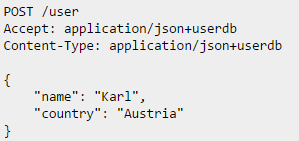 POST /user
Accept: application/json+userdb
Content-Type: application/json+userdb

{
    "name": "Karl",
    "country": "Austria"
}